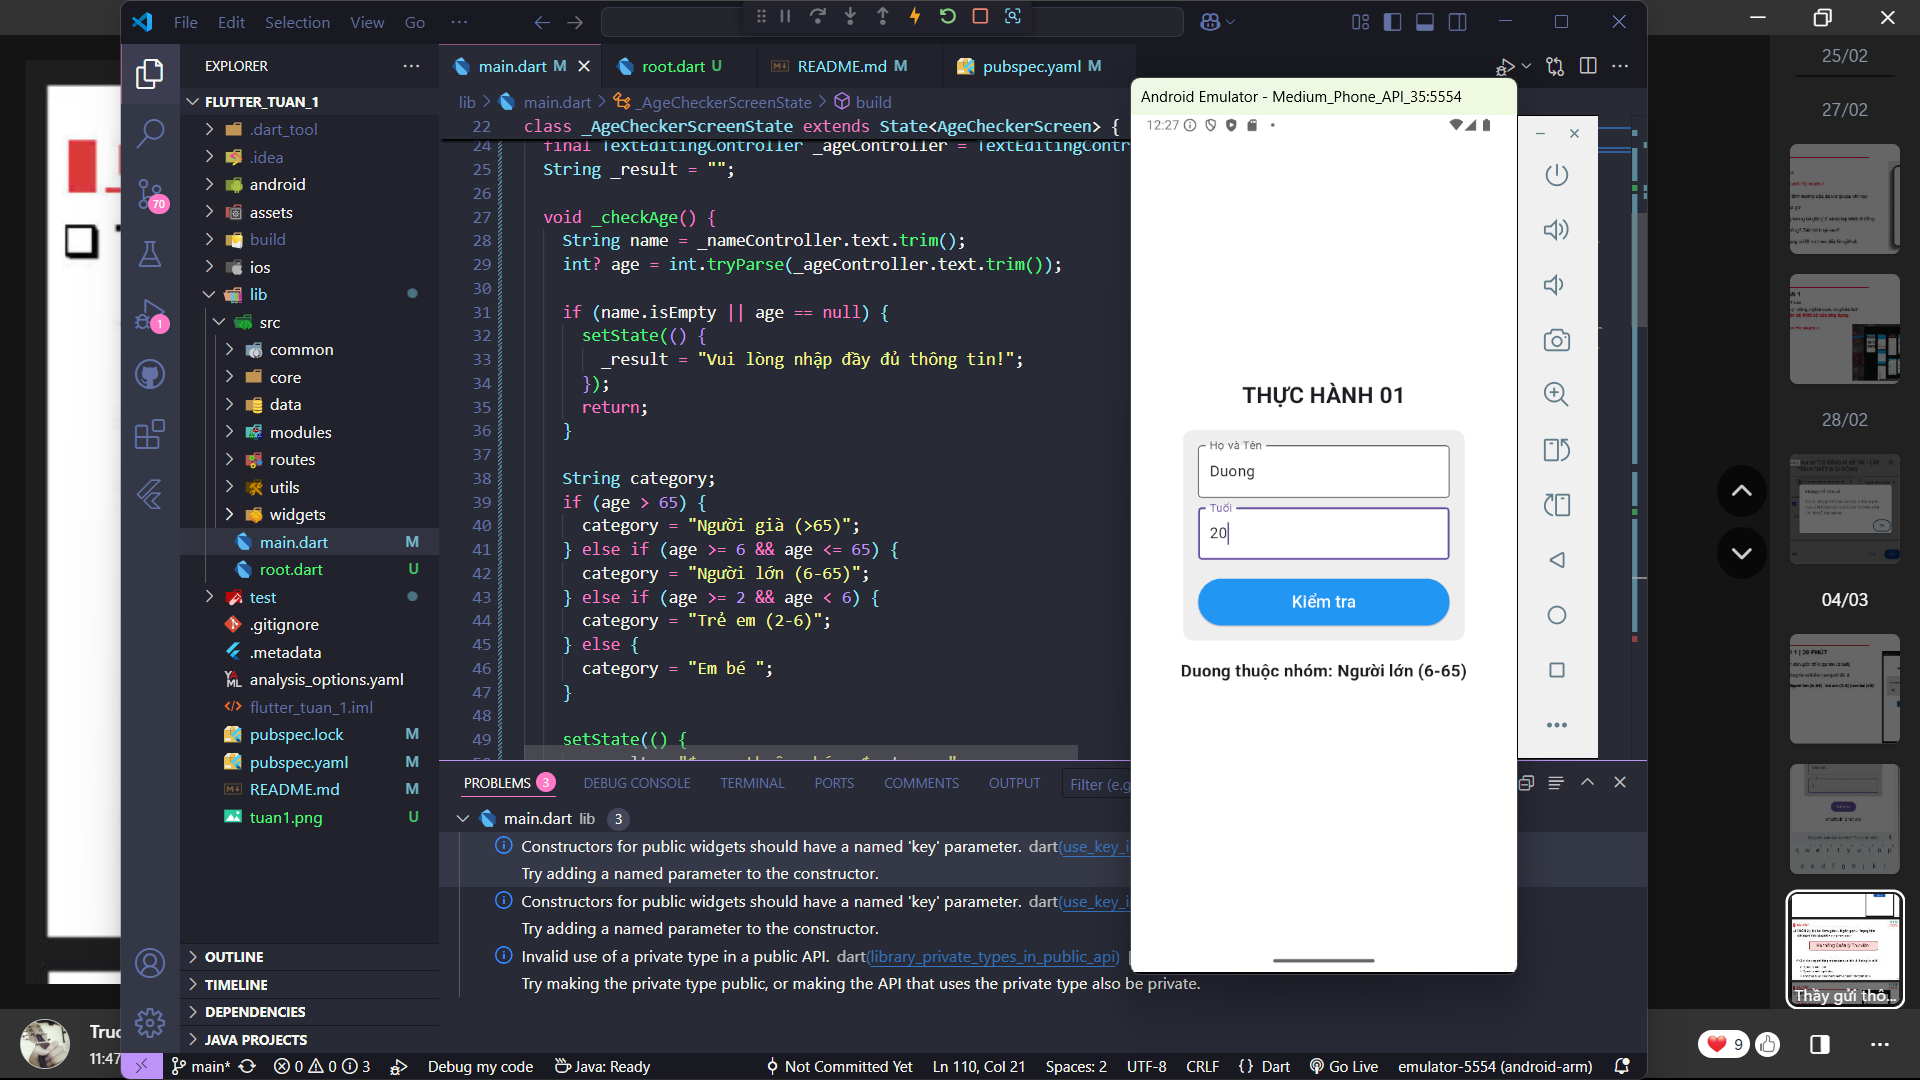 File Edit Selection View Go ···
EXPLORER
FLUTTER_TUAN_1
.dart_tool
.idea
android
assets
build
ios
lib
src
common
core
data
modules
routes
utils
widgets
main.dart M
root.dart U
test
.gitignore
.metadata
analysis_options.yaml
flutter_tuan_1.iml
pubspec.lock M
pubspec.yaml M
README.md M
tuan1.png U
OUTLINE
TIMELINE
DEPENDENCIES
JAVA PROJECTS
70
1
main.dart M root.dart U README.md M pubspec.yaml M
lib > main.dart > _AgeCheckerScreenState > build
22 class _AgeCheckerScreenState extends State<AgeCheckerScreen> {
24 final TextEditingController _ageController = TextEditingContr
25 String _result = "";
26
27 void _checkAge() {
28 String name = _nameController.text.trim();
29 int? age = int.tryParse(_ageController.text.trim());
30
31 if (name.isEmpty || age == null) {
32 setState(() {
33 _result = "Vui lòng nhập đầy đủ thông tin!";
34 });
35 return;
36 }
37
38 String category;
39 if (age > 65) {
40 category = "Người già (>65)";
41 } else if (age >= 6 && age <= 65) {
42 category = "Người lớn (6-65)";
43 } else if (age >= 2 && age < 6) {
44 category = "Trẻ em (2-6)";
45 } else {
46 category = "Em bé ";
47 }
48
49 setState(() {
PROBLEMS 3 DEBUG CONSOLE TERMINAL PORTS COMMENTS OUTPUT Filter (e.g
main.dart lib 3
Constructors for public widgets should have a named 'key' parameter. dart(use_key_i
Try adding a named parameter to the constructor.
Constructors for public widgets should have a named 'key' parameter. dart(use_key_i
Try adding a named parameter to the constructor.
Invalid use of a private type in a public API. dart(library_private_types_in_public_api)
Try making the private type public, or making the API that uses the private type also be private.
Android Emulator - Medium_Phone_API_35:5554
12:27
THỰC HÀNH 01
Họ và Tên
Duong
Tuổi
20
Kiểm tra
Duong thuộc nhóm: Người lớn (6-65)
main* 0 0 3 Debug my code Java: Ready Not Committed Yet Ln 110, Col 21 Spaces: 2 UTF-8 CRLF {} Dart Go Live emulator-5554 (android-arm)
25/02
27/02
28/02
04/03
Thầy gửi thô...
Truc
11:47
9